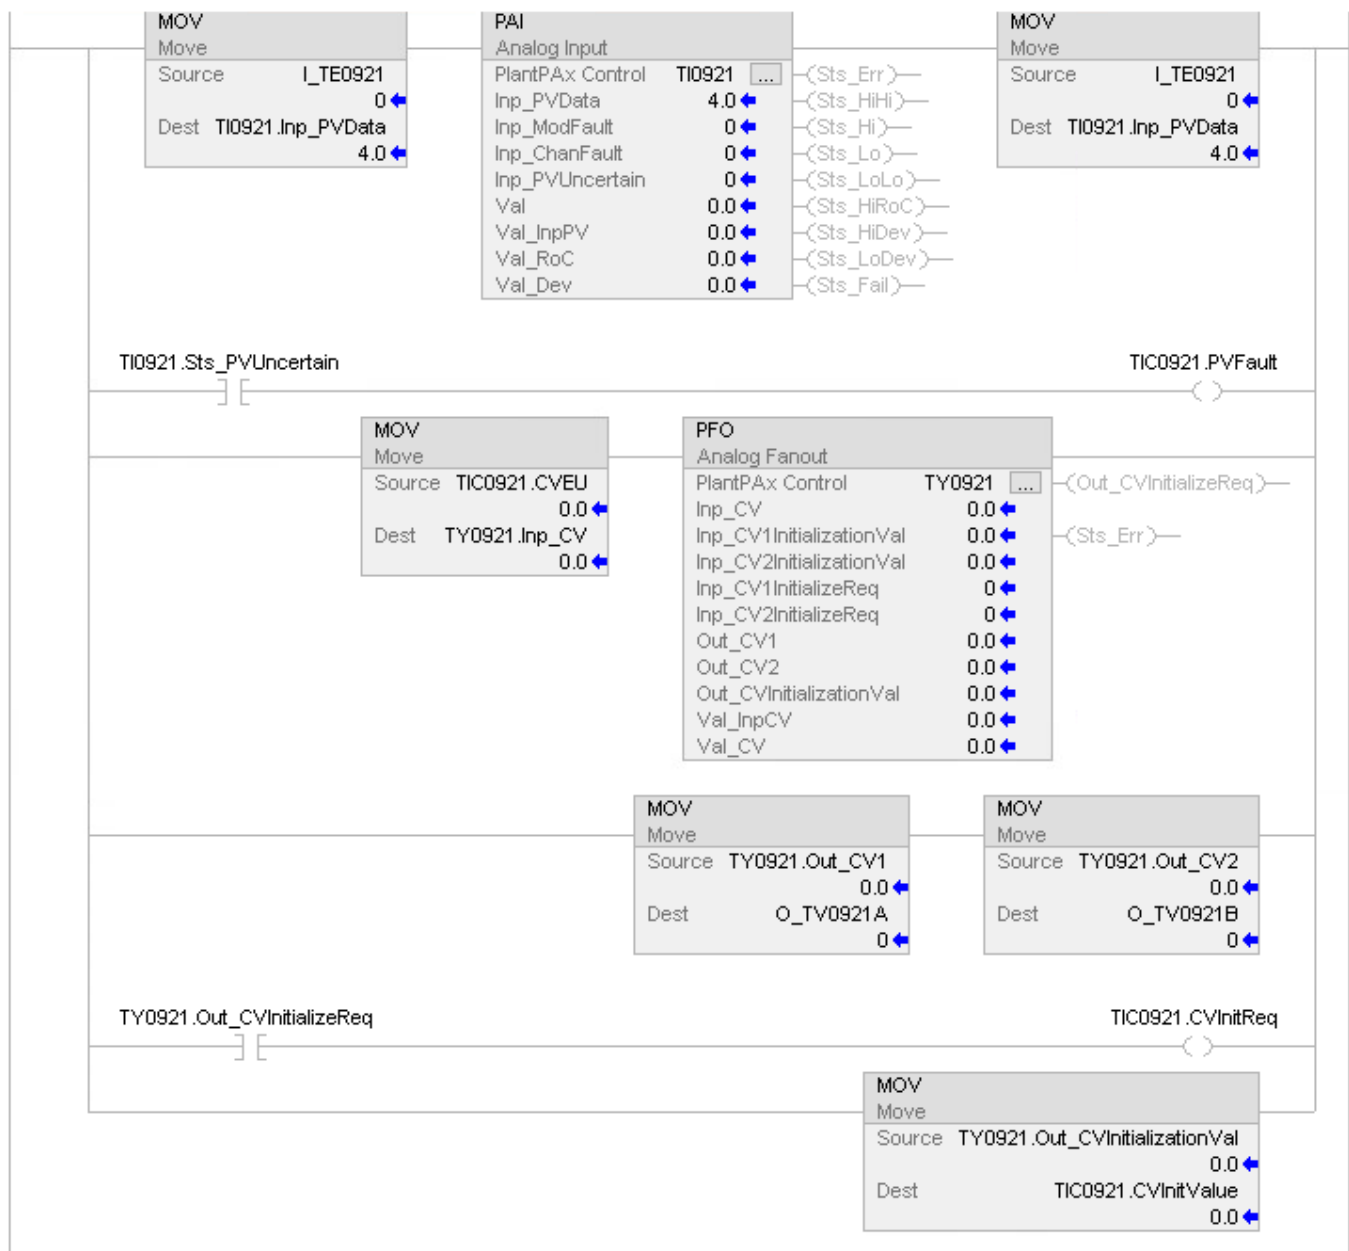 MOV
Move
Source I_TE0921
0
Dest TI0921.Inp_PVData
4.0
PAI
Analog Input
PlantPAx Control TI0921 ...
Inp_PVData 4.0
Inp_ModFault 0
Inp_ChanFault 0
Inp_PVUncertain 0
Val 0.0
Val_InpPV 0.0
Val_RoC 0.0
Val_Dev 0.0
(Sts_Err)
(Sts_HiHi)
(Sts_Hi)
(Sts_Lo)
(Sts_LoLo)
(Sts_HiRoC)
(Sts_HiDev)
(Sts_LoDev)
(Sts_Fail)
MOV
Move
Source I_TE0921
0
Dest TI0921.Inp_PVData
4.0
TI0921.Sts_PVUncertain
TIC0921.PVFault
MOV
Move
Source TIC0921.CVEU
0.0
Dest TY0921.Inp_CV
0.0
PFO
Analog Fanout
PlantPAx Control TY0921 ...
Inp_CV 0.0
Inp_CV1InitializationVal 0.0
Inp_CV2InitializationVal 0.0
Inp_CV1InitializeReq 0
Inp_CV2InitializeReq 0
Out_CV1 0.0
Out_CV2 0.0
Out_CVInitializationVal 0.0
Val_InpCV 0.0
Val_CV 0.0
(Out_CVInitializeReq)
(Sts_Err)
MOV
Move
Source TY0921.Out_CV1
0.0
Dest O_TV0921A
0
MOV
Move
Source TY0921.Out_CV2
0.0
Dest O_TV0921B
0
TY0921.Out_CVInitializeReq
TIC0921.CVInitReq
MOV
Move
Source TY0921.Out_CVInitializationVal
0.0
Dest TIC0921.CVInitValue
0.0